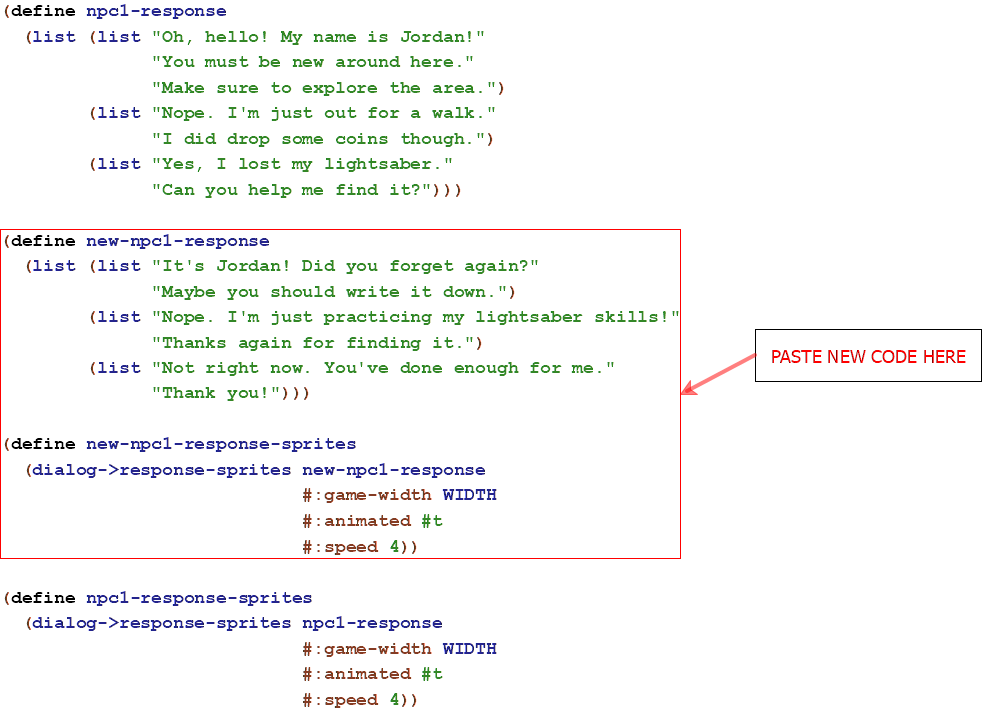 (define npc1-response
  (list (list "Oh, hello! My name is Jordan!"
              "You must be new around here."
              "Make sure to explore the area.")
        (list "Nope. I'm just out for a walk."
              "I did drop some coins though.")
        (list "Yes, I lost my lightsaber."
              "Can you help me find it?")))
(define new-npc1-response
  (list (list "It's Jordan! Did you forget again?"
              "Maybe you should write it down.")
        (list "Nope. I'm just practicing my lightsaber skills!"
              "Thanks again for finding it.")
        (list "Not right now. You've done enough for me."
              "Thank you!")))
(define new-npc1-response-sprites
  (dialog->response-sprites new-npc1-response
                            #:game-width WIDTH
                            #:animated #t
                            #:speed 4))
PASTE NEW CODE HERE
(define npc1-response-sprites
  (dialog->response-sprites npc1-response
                            #:game-width WIDTH
                            #:animated #t
                            #:speed 4))